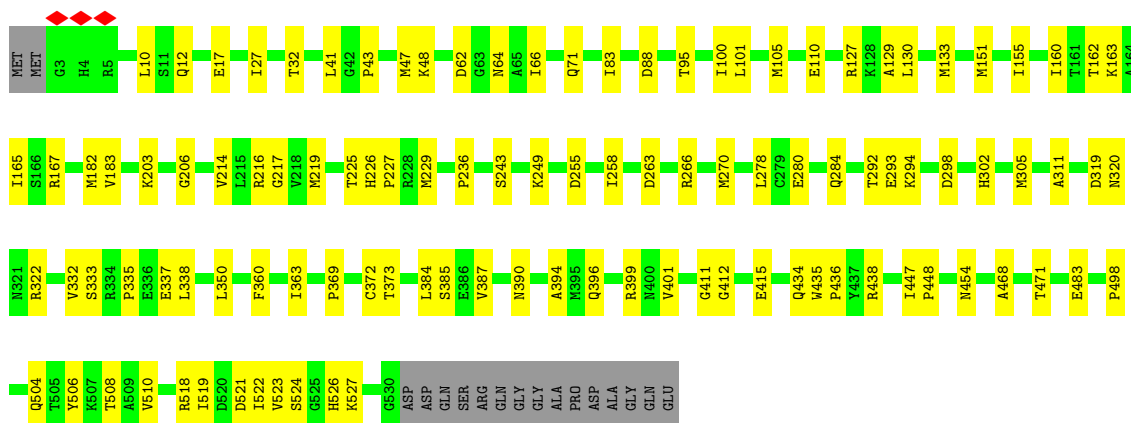 MET MET G3 H4 R5 L10 S11 Q12 E17 I27 T32 L41 G42 P43 M47 K48 D62 G63 N64 A65 I66 Q71 I83 D88 T95 I100 L101 M105 E110 R127 K128 A129 L130 M133 M151 I155 I160 T161 T162 K163 A164
I165 S166 R167 M182 V183 K203 G206 V214 L215 R216 G217 V218 M219 T225 H226 P227 R228 M229 P236 S243 K249 D255 I258 D263 R266 M270 L278 C279 E280 Q284 T292 E293 K294 D298 H302 M305 A311 D319 N320
N321 R322 V332 S333 R334 P335 E336 E337 L338 L350 F360 I363 P369 C372 T373 L384 S385 E386 V387 N390 A394 M395 Q396 R399 N400 V401 G411 G412 E415 Q434 W435 P436 Y437 R438 I447 P448 N454 A468 T471 E483 P498
Q504 T505 Y506 K507 T508 A509 V510 R518 I519 D520 D521 I522 V523 S524 G525 H526 K527 G530 ASP ASP GLN SER ARG GLN GLY GLY ALA PRO ASP ALA GLY GLN GLU